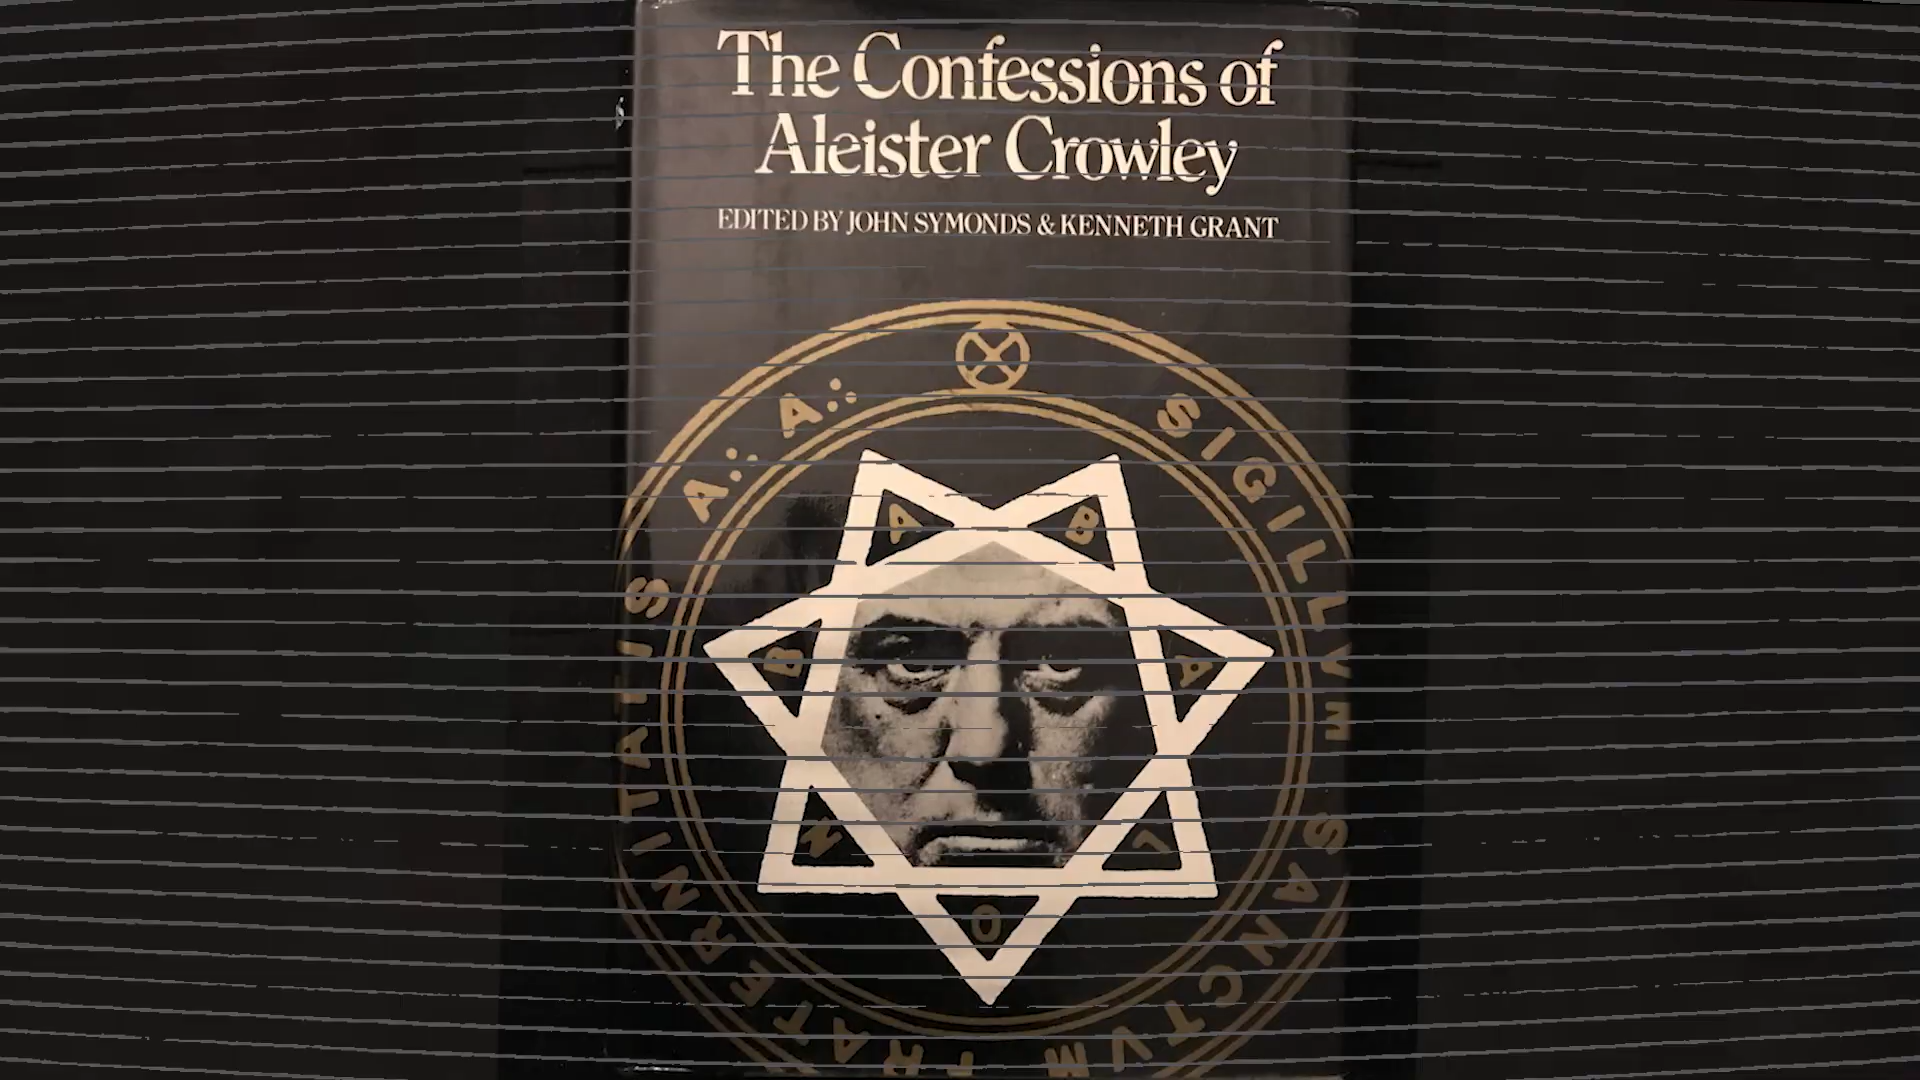 The Confessions of
Aleister Crowley
EDITED BY JOHN SYMONDS & KENNETH GRANT
SIGILLVM SANCTVM FRATERNITATIS A∴ A∴
A
B
A
L
O
N
B